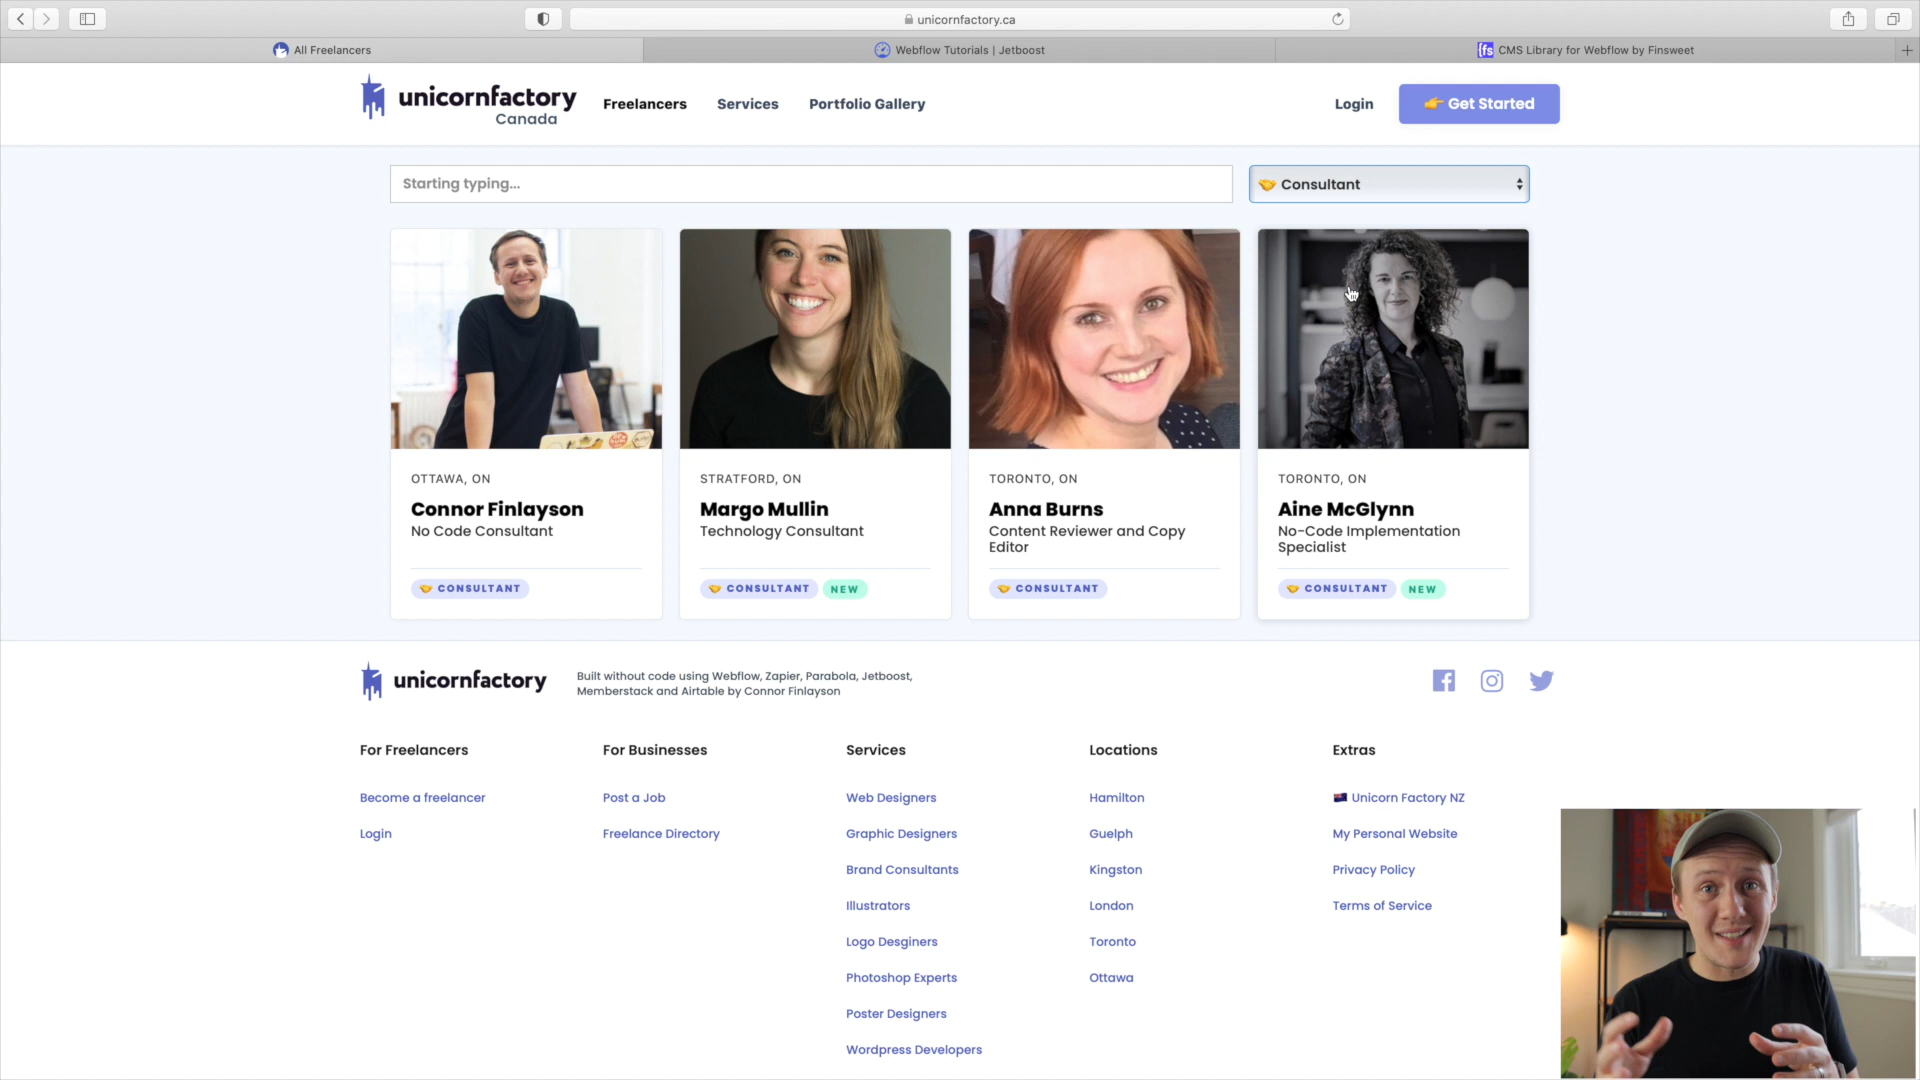 unicornfactory.ca
All Freelancers
Webflow Tutorials | Jetboost
{fs CMS Library for Webflow by Finsweet
unicornfactory
Canada
Freelancers Services Portfolio Gallery
Login
👉 Get Started
Starting typing...
🤝 Consultant
OTTAWA, ON
Connor Finlayson
No Code Consultant
🤝 CONSULTANT
STRATFORD, ON
Margo Mullin
Technology Consultant
🤝 CONSULTANT NEW
TORONTO, ON
Anna Burns
Content Reviewer and Copy
Editor
🤝 CONSULTANT
TORONTO, ON
Aine McGlynn
No-Code Implementation
Specialist
🤝 CONSULTANT NEW
unicornfactory
Built without code using Webflow, Zapier, Parabola, Jetboost,
Memberstack and Airtable by Connor Finlayson
For Freelancers
Become a freelancer
Login
For Businesses
Post a Job
Freelance Directory
Services
Web Designers
Graphic Designers
Brand Consultants
Illustrators
Logo Desginers
Photoshop Experts
Poster Designers
Wordpress Developers
Locations
Hamilton
Guelph
Kingston
London
Toronto
Ottawa
Extras
🇳🇿 Unicorn Factory NZ
My Personal Website
Privacy Policy
Terms of Service